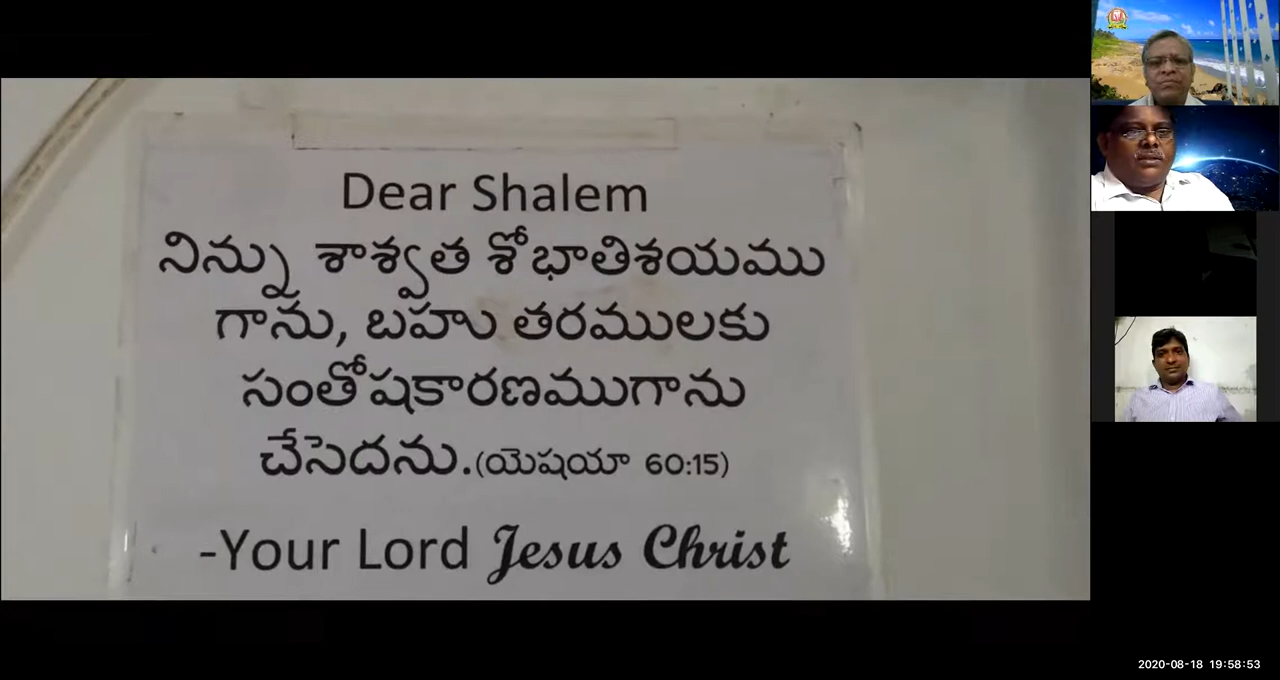 Dear Shalem
నిన్ను శాశ్వత శోభాతిశయము
గాను, బహు తరములకు
సంతోషకారణముగాను
చేసెదను.(యెషయా 60:15)
-Your Lord Jesus Christ
2020-08-18 19:58:53